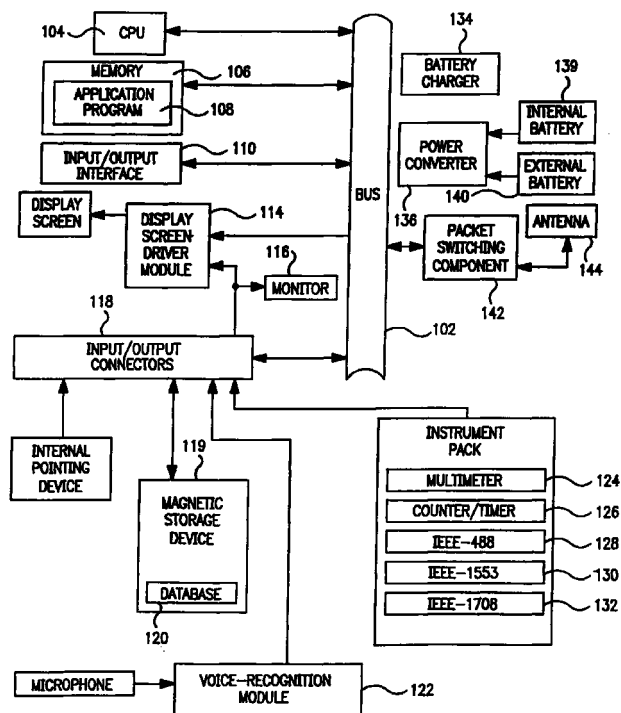 104
CPU
MEMORY
106
APPLICATION
PROGRAM
108
INPUT/OUTPUT
INTERFACE
110
DISPLAY
SCREEN
DISPLAY
SCREEN-
DRIVER
MODULE
114
116
MONITOR
118
INPUT/OUTPUT
CONNECTORS
BUS
102
134
BATTERY
CHARGER
139
INTERNAL
BATTERY
POWER
CONVERTER
136
140
EXTERNAL
BATTERY
PACKET
SWITCHING
COMPONENT
142
ANTENNA
144
INTERNAL
POINTING
DEVICE
119
MAGNETIC
STORAGE
DEVICE
DATABASE
120
INSTRUMENT
PACK
MULTIMETER
124
COUNTER/TIMER
126
IEEE-488
128
IEEE-1553
130
IEEE-1708
132
MICROPHONE
VOICE-RECOGNITION
MODULE
122